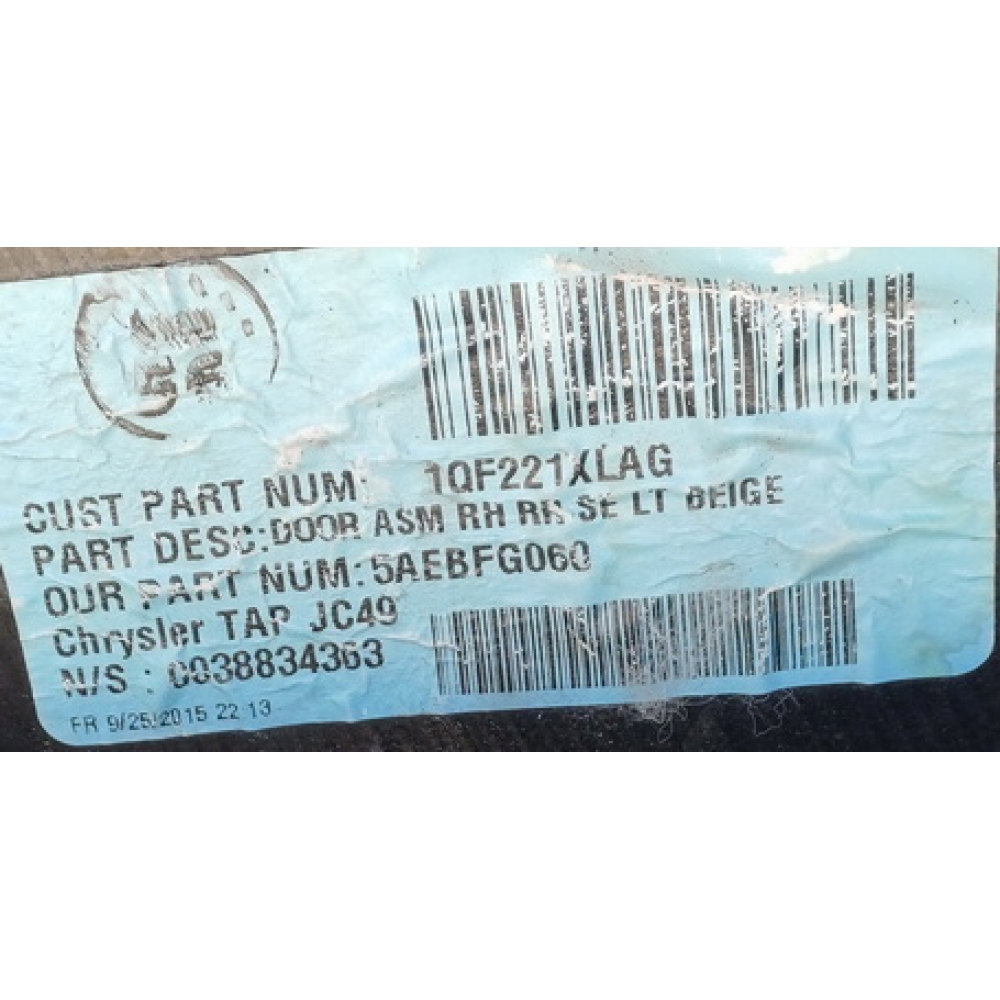 56
1QF221XLAG
CUST PART NUM:
PART DESC:DOOR ASM RH RR SE LT BEIGE
OUR PART NUM:5AEBFG060
Chrysler TAP JC49
N/S : 0038834363
FR 9/25/2015 22:13